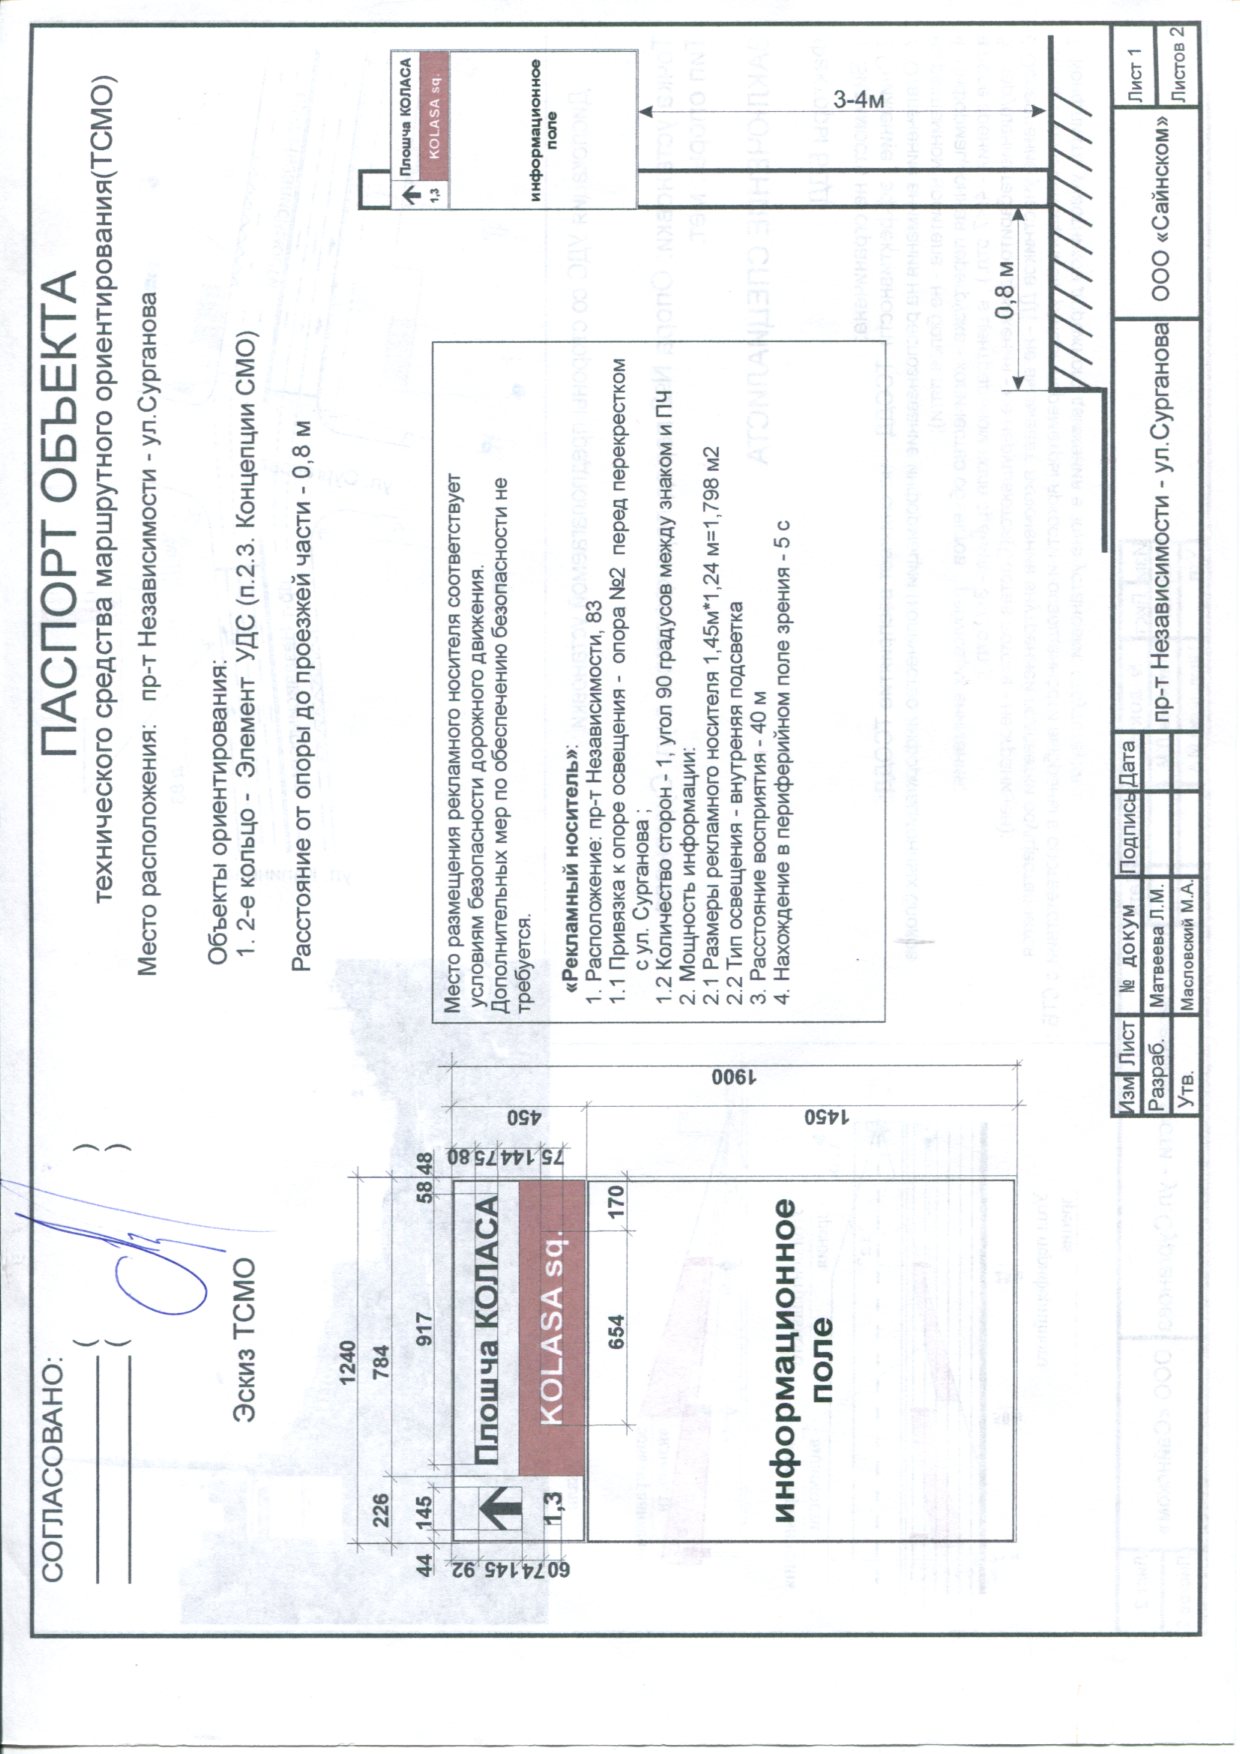 СОГЛАСОВАНО:
( )
( )
ПАСПОРТ ОБЪЕКТА
технического средства маршрутного ориентирования(ТСМО)
Место расположения: пр-т Независимости - ул.Сурганова
Объекты ориентирования:
1. 2-е кольцо - Элемент УДС (п.2.3. Концепции СМО)
Расстояние от опоры до проезжей части - 0,8 м
Эскиз ТСМО
1240
226
784
44
145
917
58
48
92
145
74
60
80
75
144
75
450
1450
1900
Плошча КОЛАСА
KOLASA sq.
1,3
654
170
информационное
поле
Место размещения рекламного носителя соответствует
условиям безопасности дорожного движения.
Дополнительных мер по обеспечению безопасности не
требуется.
«Рекламный носитель»:
1. Расположение: пр-т Независимости, 83
1.1 Привязка к опоре освещения - опора №2 перед перекрестком
с ул. Сурганова ;
1.2 Количество сторон - 1, угол 90 градусов между знаком и ПЧ
2. Мощность информации:
2.1 Размеры рекламного носителя 1,45м*1,24 м=1,798 м2
2.2 Тип освещения - внутреняя подсветка
3. Расстояние восприятия - 40 м
4. Нахождение в периферийном поле зрения - 5 с
Плошча КОЛАСА
KOLASA sq.
1,3
информационное
поле
3-4м
0,8 м
Изм Лист № докум Подпись Дата
Разраб. Матвеева Л.М.
Утв. Масловский М.А.
пр-т Независимости - ул.Сурганова
ООО «Сайнском»
Лист 1
Листов 2